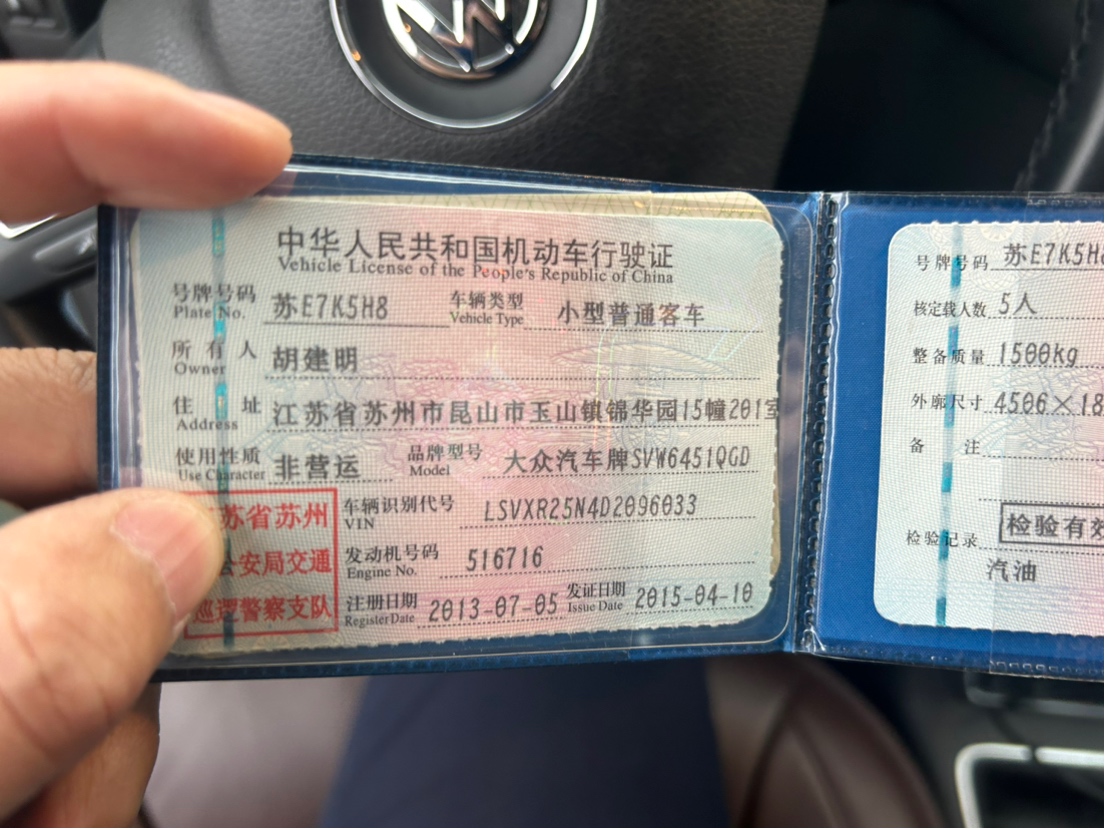 中华人民共和国机动车行驶证
Vehicle License of the People's Republic of China
号牌号码 苏E7K5H8 车辆类型 小型普通客车
Plate No. Vehicle Type
所有人 胡建明
Owner
住址 江苏省苏州市昆山市玉山镇锦华园15幢201室
Address
使用性质 非营运 品牌型号 大众汽车牌SVW6451QGD
Use Character Model
车辆识别代号 LSVXR25N4D2096033
VIN
发动机号码 516716
Engine No.
注册日期 2013-07-05 发证日期 2015-04-10
Register Date Issue Date
苏省苏州
安局交通
巡逻警察支队
号牌号码 苏E7K5H
核定载人数 5人
整备质量 1500kg
外廓尺寸 4506×18
备注
检验记录 检验有效
汽油